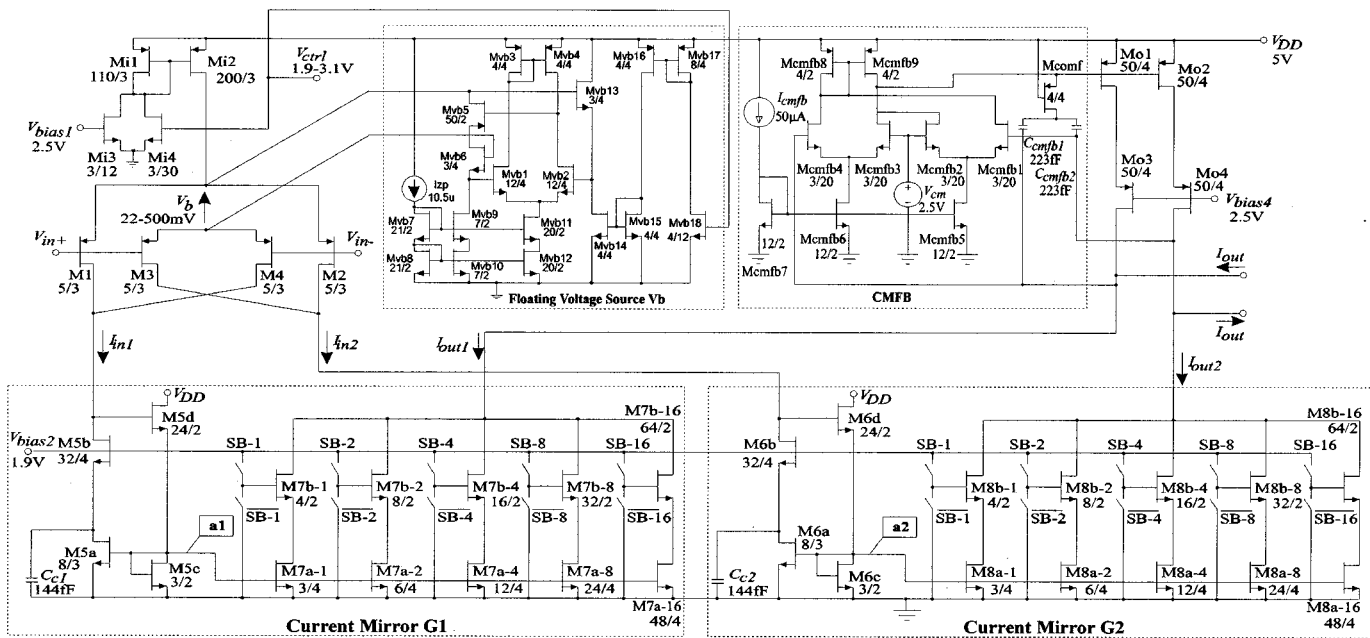 Mi1
110/3
Mi2
200/3
Vctrl
1.9-3.1V
Vbias1
2.5V
Mi3
3/12
Mi4
3/30
Vb
22-500mV
Vin+
Vin-
M1
5/3
M3
5/3
M4
5/3
M2
5/3
Mvb3
4/4
Mvb4
4/4
Mvb16
4/4
Mvb17
8/4
Mvb13
3/4
Mvb5
50/2
Mvb6
3/4
Mvb1
12/4
Mvb2
12/4
Izp
10.5u
Mvb7
21/2
Mvb9
7/2
Mvb11
20/2
Mvb8
21/2
Mvb10
7/2
Mvb12
20/2
Mvb14
4/4
Mvb15
4/4
Mvb18
4/12
Floating Voltage Source Vb
Mcmfb8
4/2
Mcmfb9
4/2
Icmfb
50μA
Mcomf
4/4
Mcmfb4
3/20
Mcmfb3
3/20
Mcmfb2
3/20
Mcmfb1
3/20
Ccmfb1
223fF
Ccmfb2
223fF
Vcm
2.5V
12/2
Mcmfb7
Mcmfb6
12/2
Mcmfb5
12/2
CMFB
VDD
5V
Mo1
50/4
Mo2
50/4
Mo3
50/4
Mo4
50/4
Vbias4
2.5V
Iout
Iout
Iin1
Iin2
Iout1
Iout2
VDD
M5d
24/2
Vbias2
1.9V
M5b
32/4
SB-1
SB-2
SB-4
SB-8
SB-16
M7b-16
64/2
M7b-1
4/2
M7b-2
8/2
M7b-4
16/2
M7b-8
32/2
SB-1
SB-2
SB-4
SB-8
SB-16
a1
M5a
8/3
Cc1
144fF
M5c
3/2
M7a-1
3/4
M7a-2
6/4
M7a-4
12/4
M7a-8
24/4
M7a-16
48/4
Current Mirror G1
VDD
M6d
24/2
M6b
32/4
SB-1
SB-2
SB-4
SB-8
SB-16
M8b-16
64/2
M8b-1
4/2
M8b-2
8/2
M8b-4
16/2
M8b-8
32/2
SB-1
SB-2
SB-4
SB-8
SB-16
a2
M6a
8/3
Cc2
144fF
M6c
3/2
M8a-1
3/4
M8a-2
6/4
M8a-4
12/4
M8a-8
24/4
M8a-16
48/4
Current Mirror G2